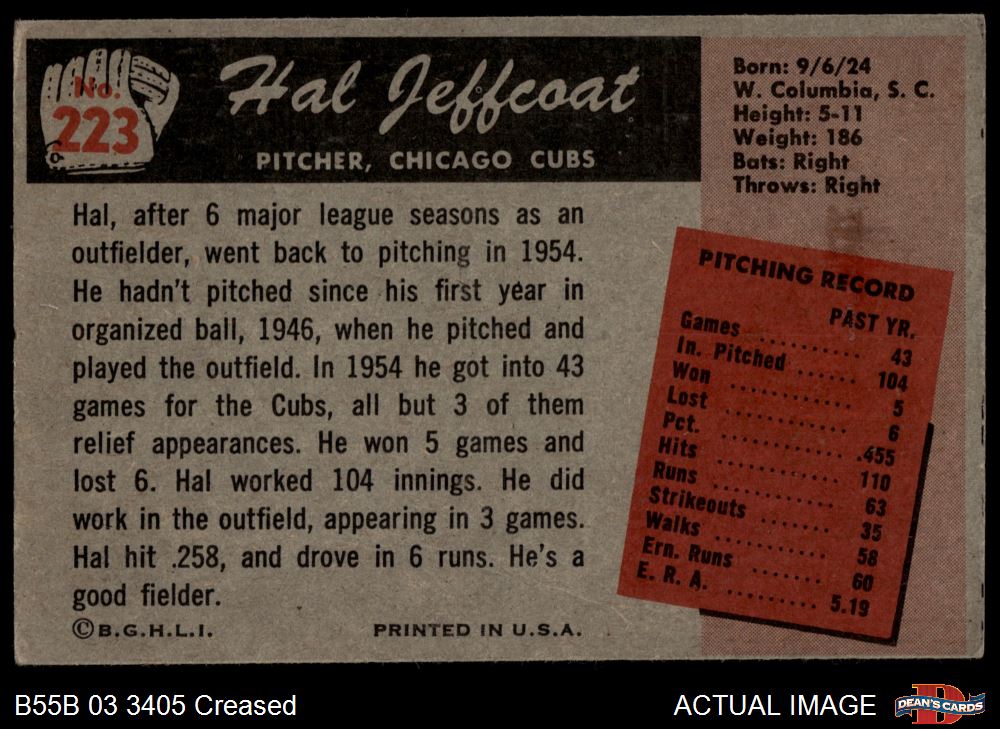 No.
223
Hal Jeffcoat
PITCHER, CHICAGO CUBS
Born: 9/6/24
W. Columbia, S. C.
Height: 5-11
Weight: 186
Bats: Right
Throws: Right
Hal, after 6 major league seasons as an
outfielder, went back to pitching in 1954.
He hadn't pitched since his first year in
organized ball, 1946, when he pitched and
played the outfield. In 1954 he got into 43
games for the Cubs, all but 3 of them
relief appearances. He won 5 games and
lost 6. Hal worked 104 innings. He did
work in the outfield, appearing in 3 games.
Hal hit .258, and drove in 6 runs. He's a
good fielder.
©B.G.H.L.I. PRINTED IN U.S.A.
PITCHING RECORD
PAST YR.
Games .......... 43
In. Pitched ...... 104
Won ............ 5
Lost ............ 6
Pct. ............ .455
Hits ............ 110
Runs ............ 63
Strikeouts ....... 35
Walks ........... 58
Ern. Runs ....... 60
E. R. A. ......... 5.19
B55B 03 3405 Creased
ACTUAL IMAGE
D
DEAN'S CARDS